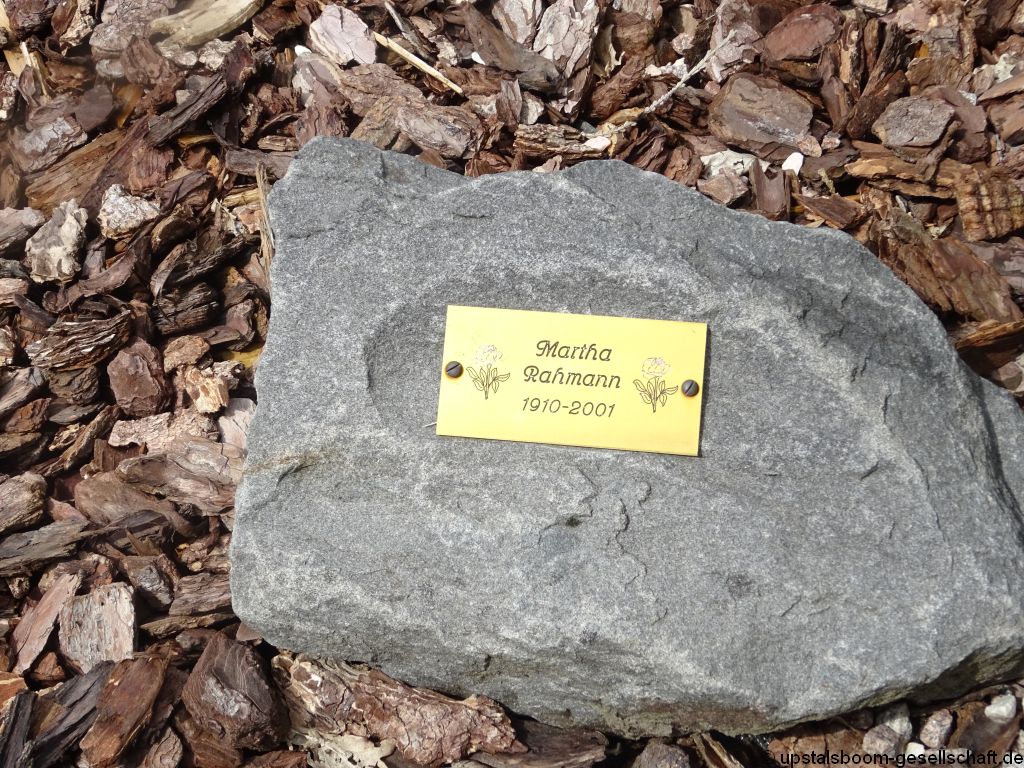 Martha
Rahmann
1910-2001
© upstalsboom-gesellschaft.de